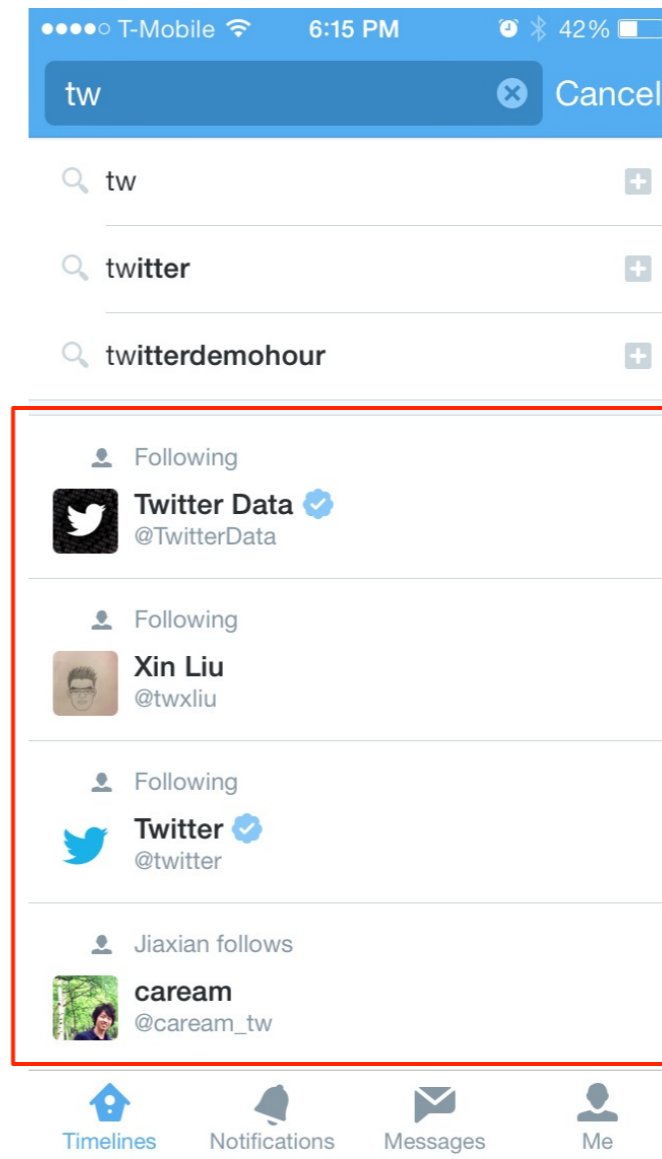 T-Mobile 6:15 PM 42%
tw Cancel
tw
twitter
twitterdemohour
Following
Twitter Data
@TwitterData
Following
Xin Liu
@twxliu
Following
Twitter
@twitter
Jiaxian follows
caream
@caream_tw
Timelines Notifications Messages Me